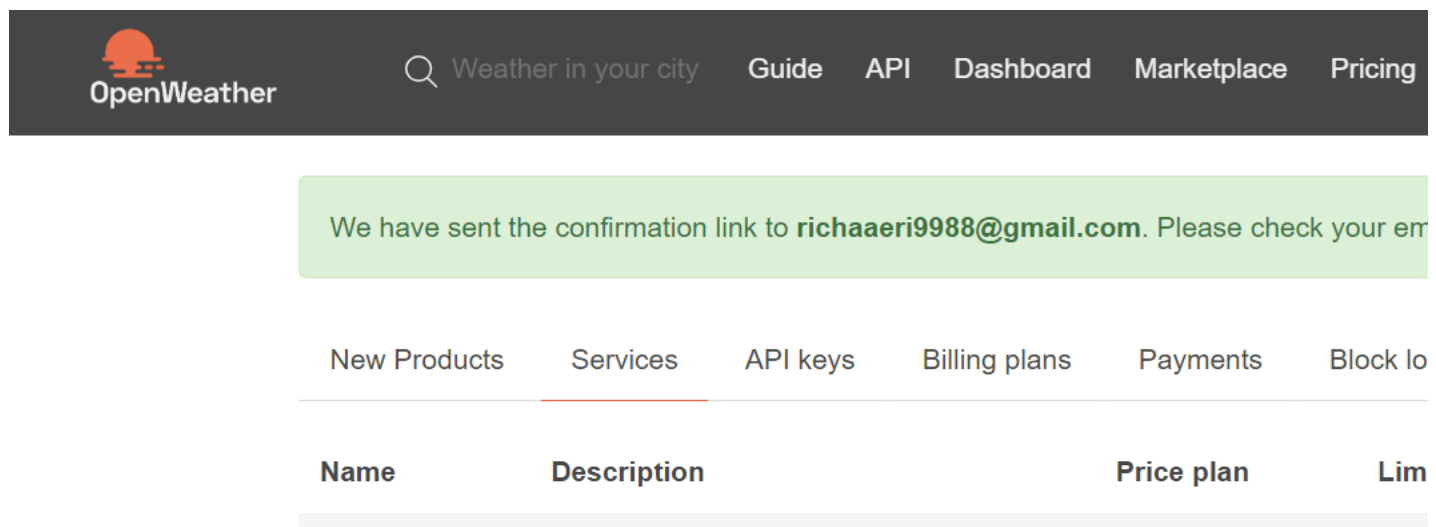 OpenWeather Weather in your city Guide API Dashboard Marketplace Pricing
We have sent the confirmation link to richaaeri9988@gmail.com. Please check your em
New Products Services API keys Billing plans Payments Block lo
Name Description Price plan Lim